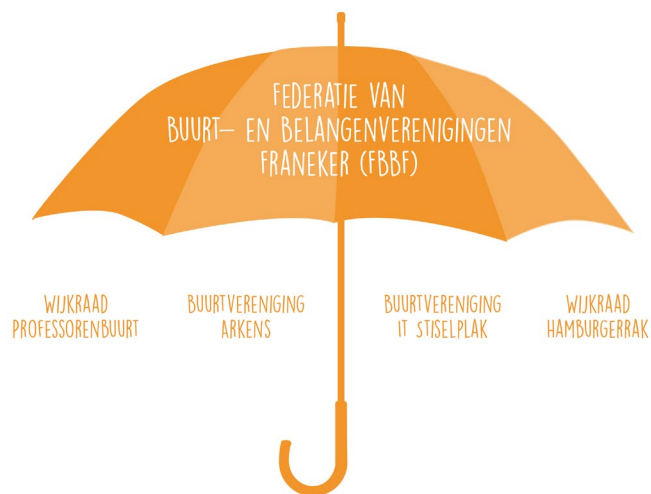 FEDERATIE VAN
BUURT- EN BELANGENVERENIGINGEN
FRANEKER (FBBF)
WIJKRAAD
PROFESSORENBUURT
BUURTVERENIGING
ARKENS
BUURTVERENIGING
IT STISELPLAK
WIJKRAAD
HAMBURGERRAK